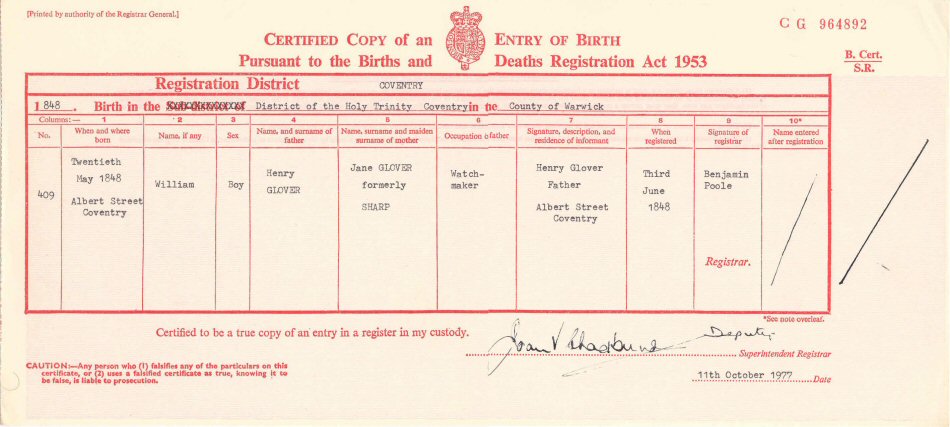 [Printed by authority of the Registrar General.]
C G 964892
CERTIFIED COPY OF AN ENTRY OF BIRTH
Pursuant to the Births and Deaths Registration Act 1953
B. Cert.
S.R.
Registration District COVENTRY
1848. Birth in the District of the Holy Trinity Coventry in the County of Warwick
Columns:— 1 2 3 4 5 6 7 8 9 10*
No. When and where born Name, if any Sex Name, and surname of father Name, surname and maiden surname of mother Occupation of father Signature, description, and residence of informant When registered Signature of registrar Name entered after registration
409
Twentieth
May 1848
Albert Street
Coventry
William
Boy
Henry
GLOVER
Jane GLOVER
formerly
SHARP
Watch-
maker
Henry Glover
Father
Albert Street
Coventry
Third
June
1848
Benjamin
Poole
Registrar.
*See note overleaf.
Certified to be a true copy of an entry in a register in my custody.
Deputy
Superintendent Registrar
CAUTION:—Any person who (1) falsifies any of the particulars on this
certificate, or (2) uses a falsified certificate as true, knowing it to
be false, is liable to prosecution.
11th October 1977 Date